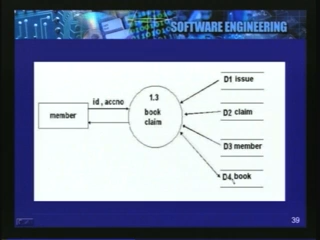 SOFTWARE ENGINEERING
D1 issue
id , accno
1.3
member
book
claim
D2 claim
D3 member
D4 book
39